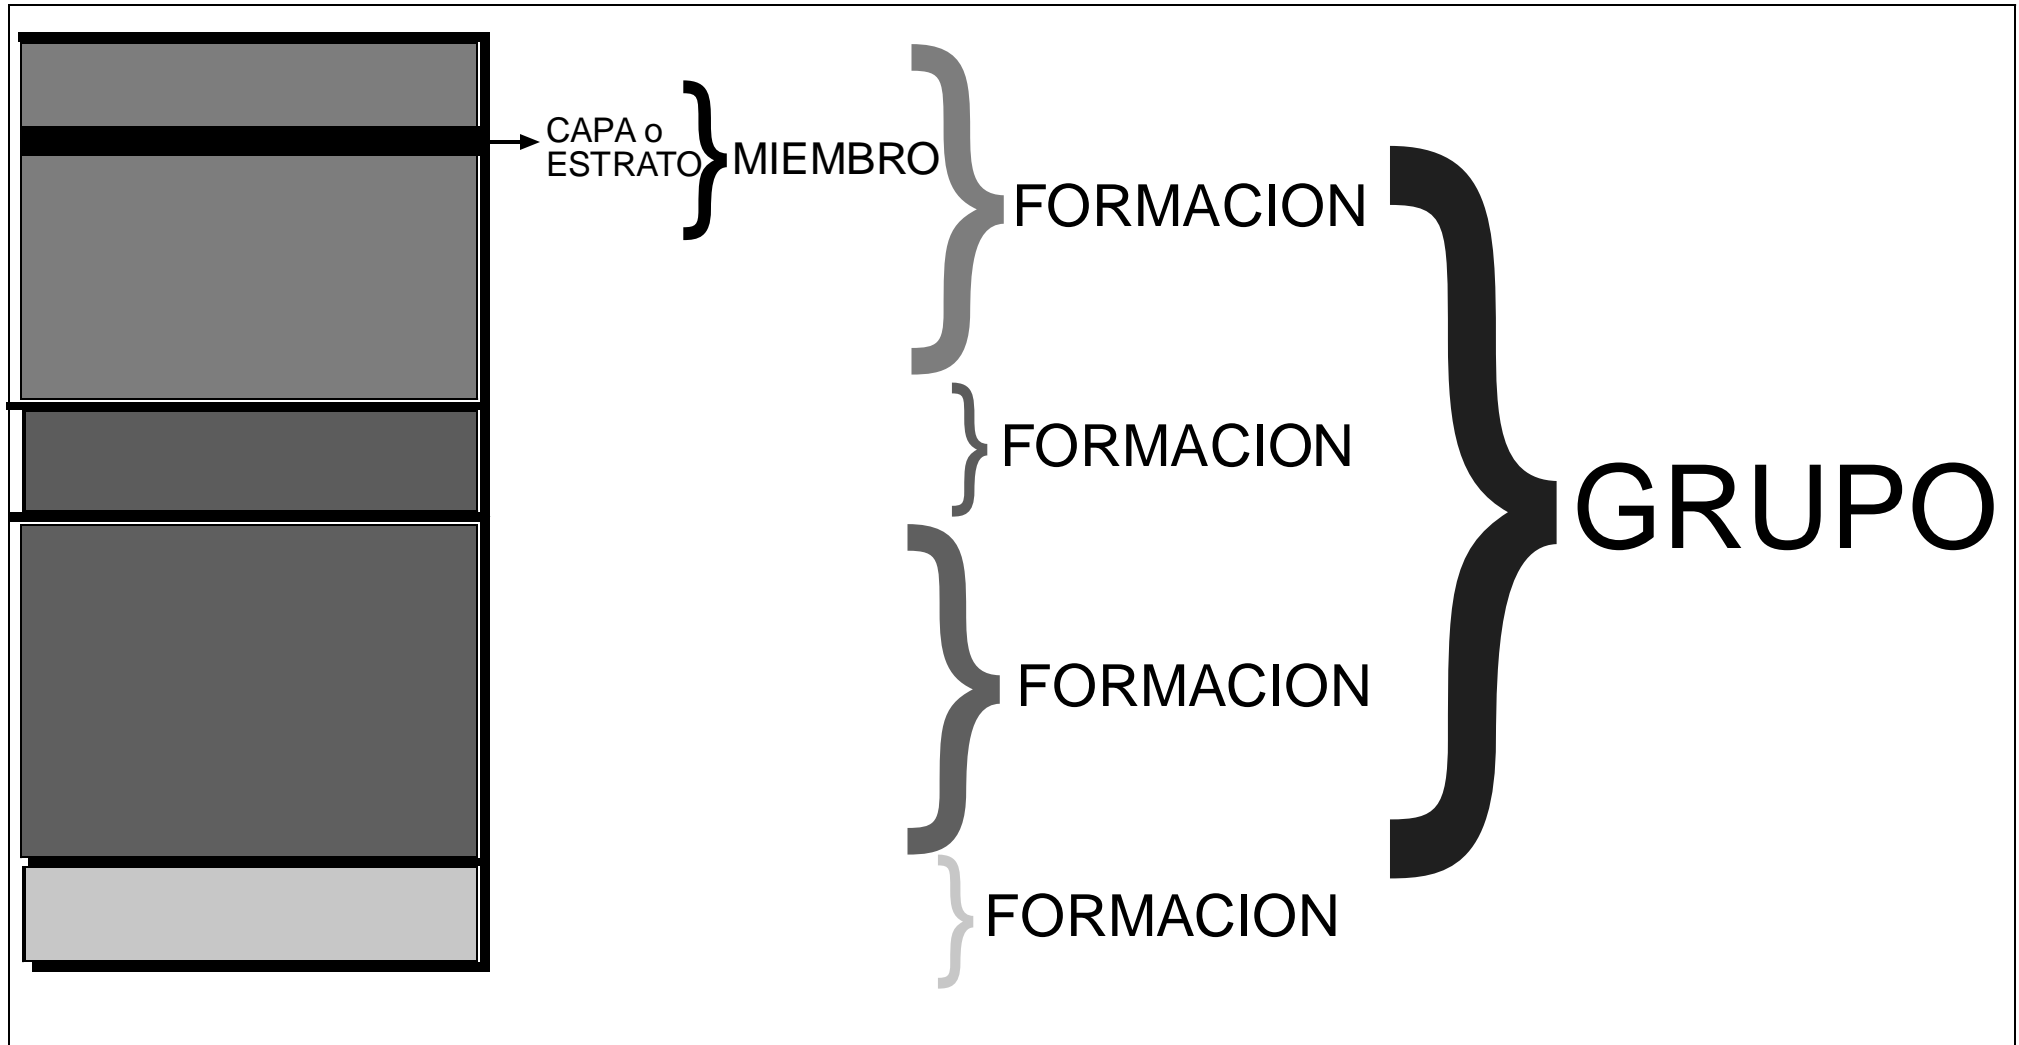 CAPA o
ESTRATO
MIEMBRO
FORMACION
FORMACION
GRUPO
FORMACION
FORMACION